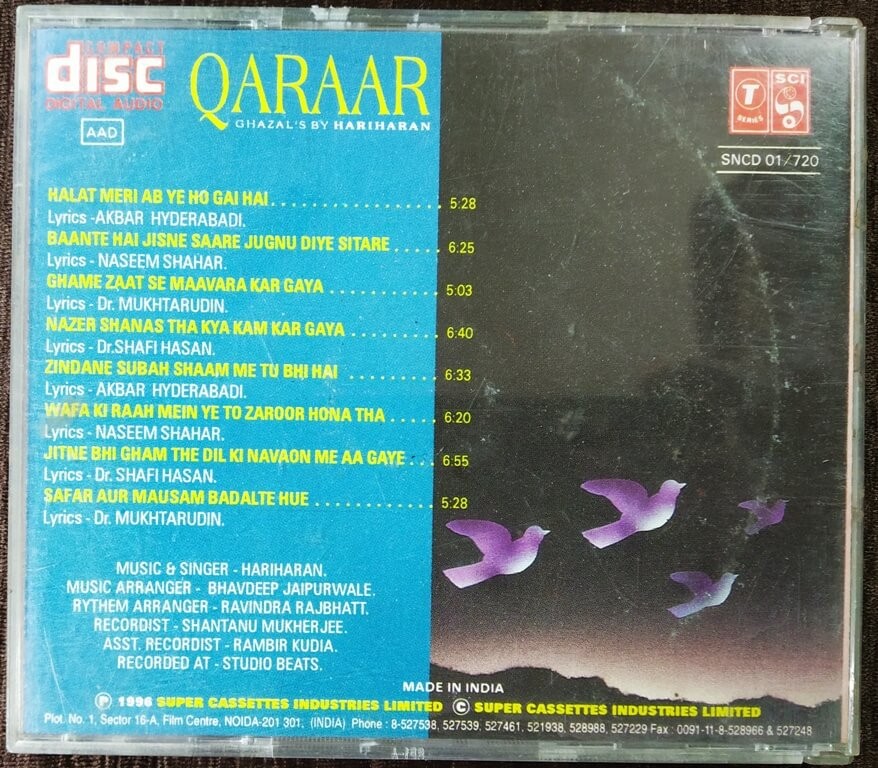 COMPACT
disc
DIGITAL AUDIO
AAD
QARAAR
GHAZAL'S BY HARIHARAN
T
SERIES
SCI
SNCD 01/720
HALAT MERI AB YE HO GAI HAI.................... 5:28
Lyrics -AKBAR HYDERABADI.
BAANTE HAI JISNE SAARE JUGNU DIYE SITARE ..... 6:25
Lyrics - NASEEM SHAHAR.
GHAME ZAAT SE MAAVARA KAR GAYA ............ 5:03
Lyrics - Dr. MUKHTARUDIN.
NAZER SHANAS THA KYA KAM KAR GAYA .......... 6:40
Lyrics - Dr.SHAFI HASAN.
ZINDANE SUBAH SHAAM ME TU BHI HAI .......... 6:33
Lyrics - AKBAR HYDERABADI.
WAFA KI RAAH MEIN YE TO ZAROOR HONA THA ..... 6:20
Lyrics - NASEEM SHAHAR.
JITNE BHI GHAM THE DIL KI NAVAON ME AA GAYE ... 6:55
Lyrics - Dr. SHAFI HASAN.
SAFAR AUR MAUSAM BADALTE HUE .............. 5:28
Lyrics - Dr. MUKHTARUDIN.
MUSIC & SINGER - HARIHARAN.
MUSIC ARRANGER - BHAVDEEP JAIPURWALE.
RYTHEM ARRANGER - RAVINDRA RAJBHATT.
RECORDIST - SHANTANU MUKHERJEE.
ASST. RECORDIST - RAMBIR KUDIA.
RECORDED AT - STUDIO BEATS.
MADE IN INDIA
Ⓟ 1996 SUPER CASSETTES INDUSTRIES LIMITED Ⓒ SUPER CASSETTES INDUSTRIES LIMITED
Plot. No. 1, Sector 16-A, Film Centre, NOIDA-201 301. (INDIA) Phone : 8-527538, 527539. 527461. 521938. 528988, 527229 Fax : 0091-11-8-528966 & 527248